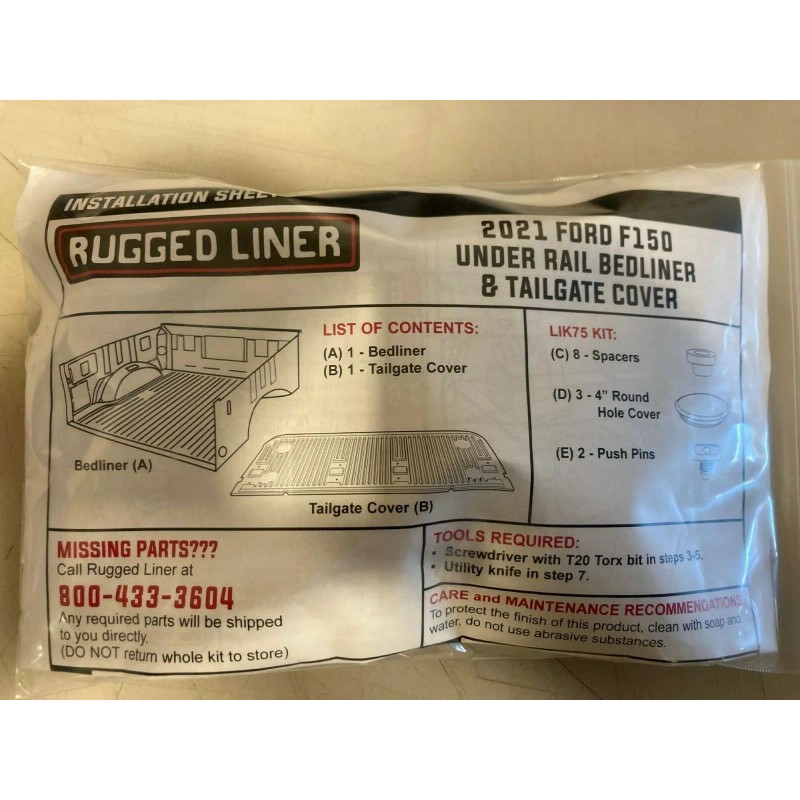 INSTALLATION SHEET
RUGGED LINER
2021 FORD F150
UNDER RAIL BEDLINER
& TAILGATE COVER
LIST OF CONTENTS:
(A) 1 - Bedliner
(B) 1 - Tailgate Cover
Bedliner (A)
Tailgate Cover (B)
LIK75 KIT:
(C) 8 - Spacers
(D) 3 - 4” Round
Hole Cover
(E) 2 - Push Pins
MISSING PARTS???
Call Rugged Liner at
800-433-3604
Any required parts will be shipped
to you directly.
(DO NOT return whole kit to store)
TOOLS REQUIRED:
• Screwdriver with T20 Torx bit in steps 3-5.
• Utility knife in step 7.
CARE and MAINTENANCE RECOMMENDATIONS
To protect the finish of this product, clean with soap and
water, do not use abrasive substances.